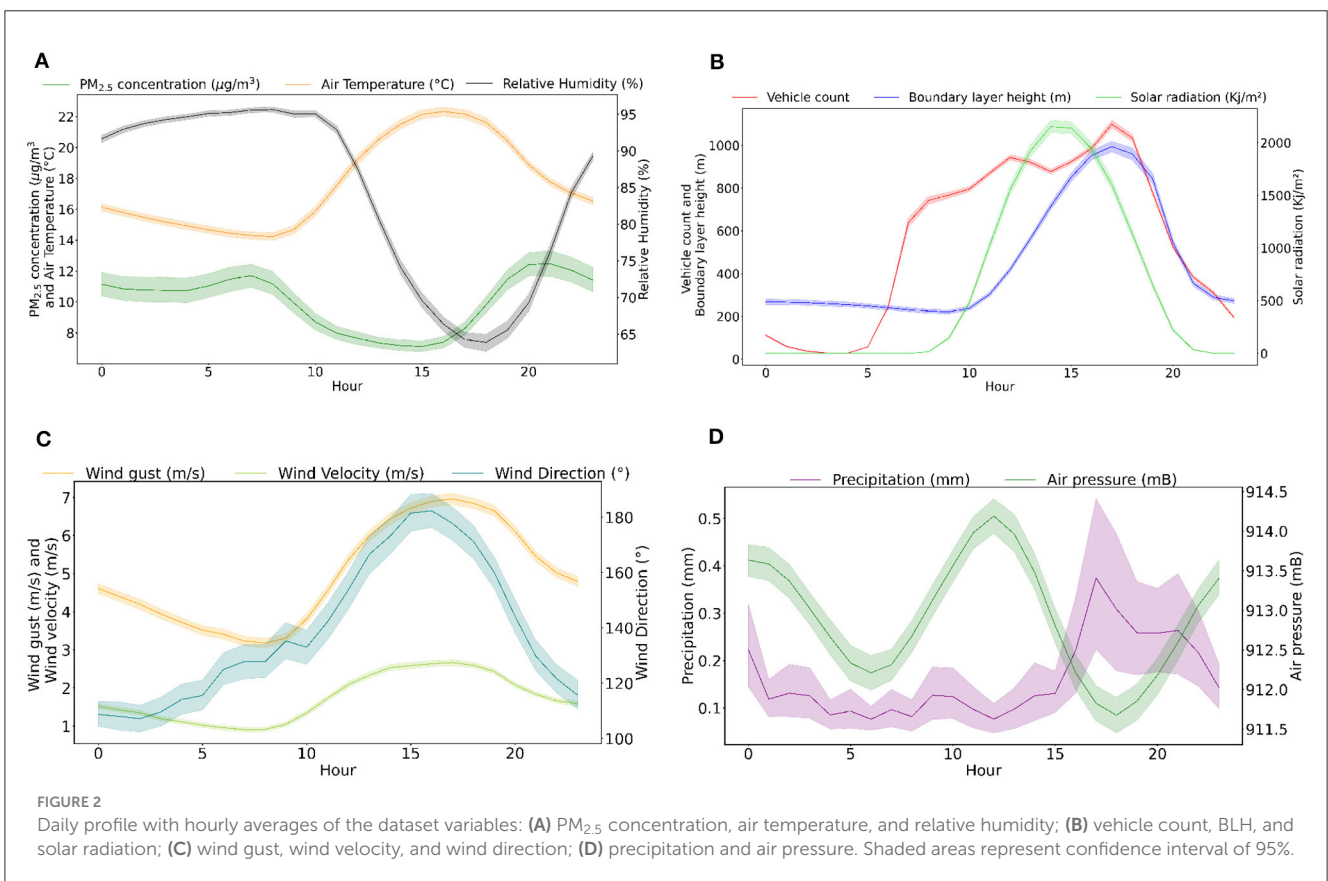 A
PM2.5 concentration (μg/m³) Air Temperature (°C) Relative Humidity (%)
22
20
18
16
14
12
10
8
PM2.5 concentration (μg/m³
and Air Temperature (°C)
95
90
85
80
75
70
65
Relative Humidity (%)
0 5 10 15 20
Hour
B
Vehicle count Boundary layer height (m) Solar radiation (Kj/m²)
1000
800
600
400
200
0
Vehicle count and
Boundary layer height (m)
2000
1500
1000
500
0
Solar radiation (Kj/m²)
0 5 10 15 20
Hour
C
Wind gust (m/s) Wind Velocity (m/s) Wind Direction (°)
7
6
5
4
3
2
1
Wind gust (m/s) and
Wind velocity (m/s)
180
160
140
120
100
Wind Direction (°)
0 5 10 15 20
Hour
D
Precipitation (mm) Air pressure (mB)
0.5
0.4
0.3
0.2
0.1
Precipitation (mm)
914.5
914.0
913.5
913.0
912.5
912.0
911.5
Air pressure (mB)
0 5 10 15 20
Hour
FIGURE 2
Daily profile with hourly averages of the dataset variables: (A) PM2.5 concentration, air temperature, and relative humidity; (B) vehicle count, BLH, and
solar radiation; (C) wind gust, wind velocity, and wind direction; (D) precipitation and air pressure. Shaded areas represent confidence interval of 95%.